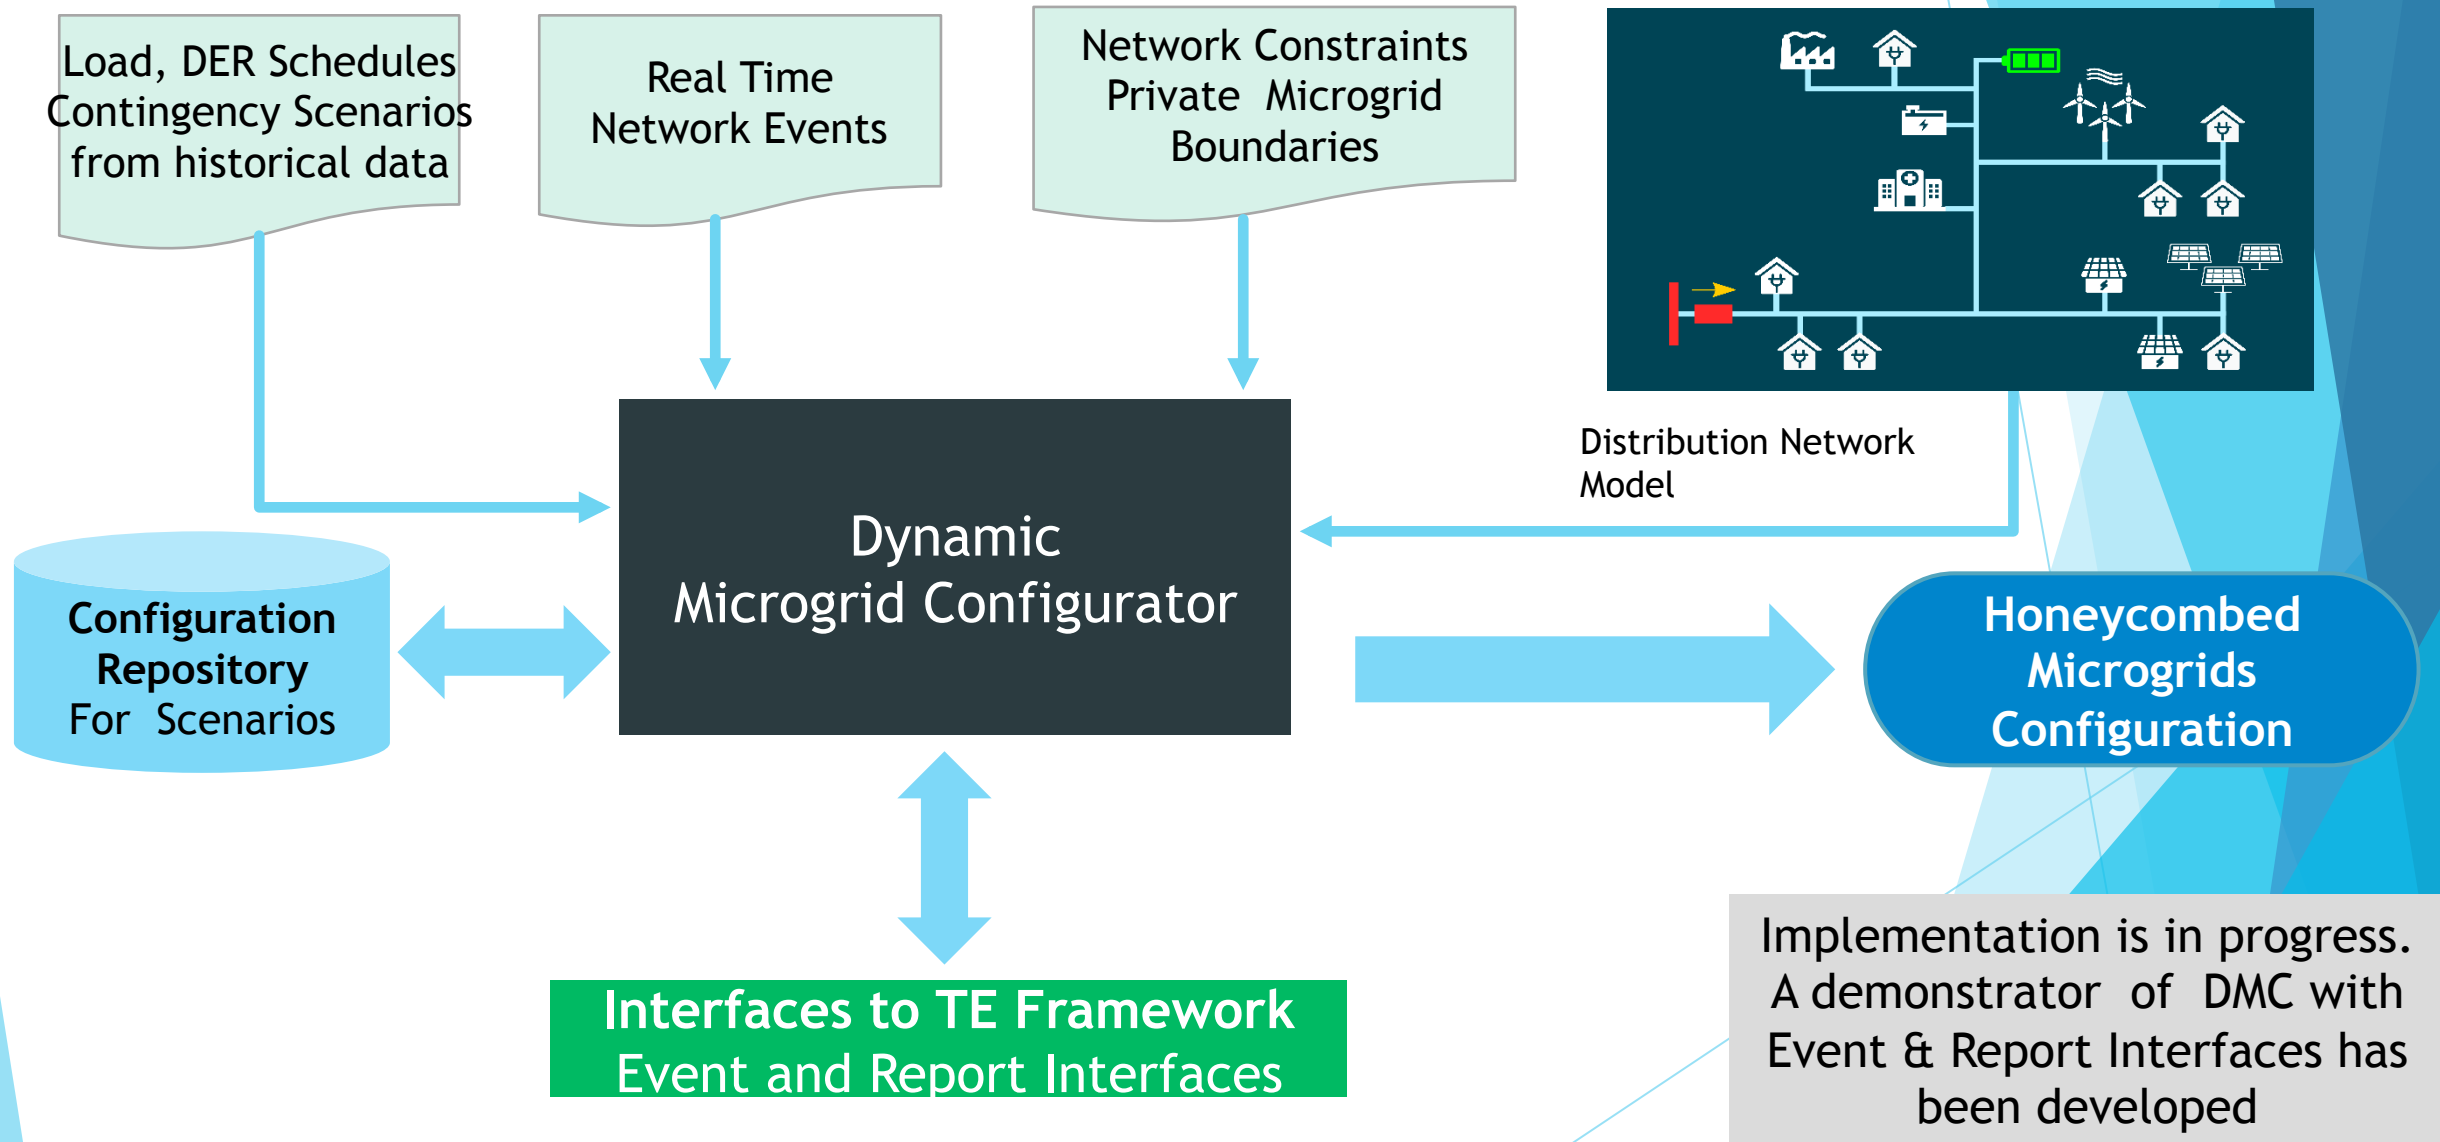 Load, DER Schedules
Contingency Scenarios
from historical data
Real Time
Network Events
Network Constraints
Private Microgrid
Boundaries
Distribution Network
Model
Dynamic
Microgrid Configurator
Configuration
Repository
For Scenarios
Honeycombed
Microgrids
Configuration
Interfaces to TE Framework
Event and Report Interfaces
Implementation is in progress.
A demonstrator of DMC with
Event & Report Interfaces has
been developed